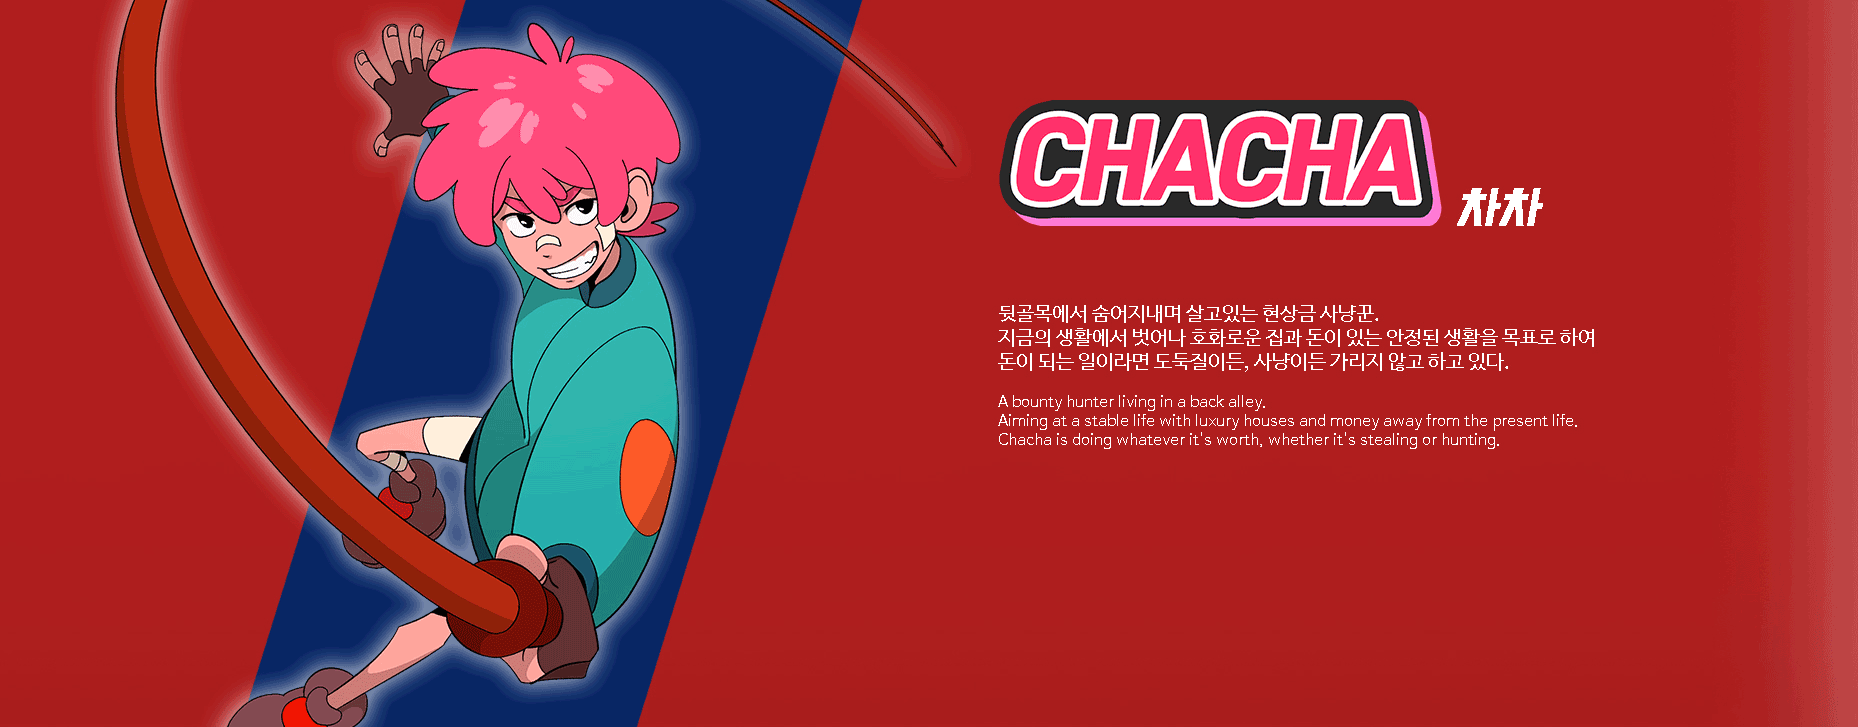 CHACHA
차차
뒷골목에서 숨어지내며 살고있는 현상금 사냥꾼.
지금의 생활에서 벗어나 호화로운 집과 돈이 있는 안정된 생활을 목표로 하여
돈이 되는 일이라면 도둑질이든, 사냥이든 가리지 않고 하고 있다.
A bounty hunter living in a back alley.
Aiming at a stable life with luxury houses and money away from the present life.
Chacha is doing whatever it's worth, whether it's stealing or hunting.